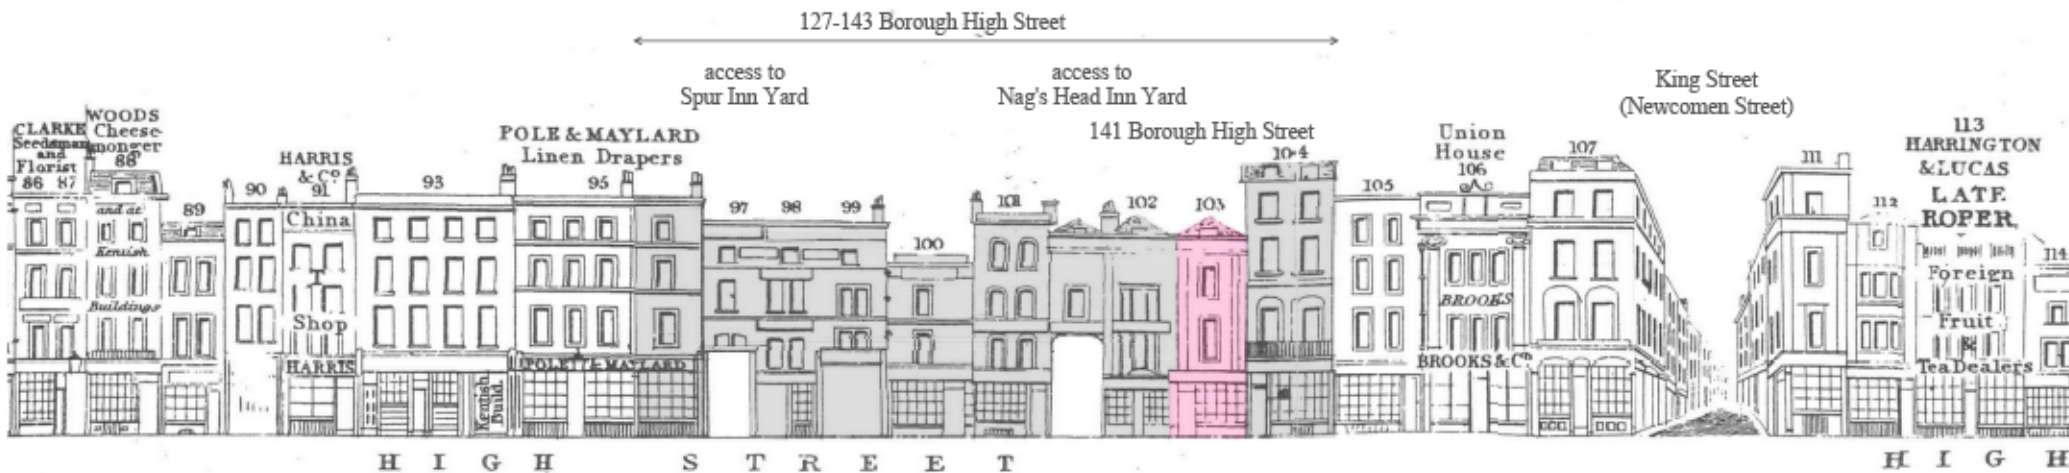 127-143 Borough High Street
access to
Spur Inn Yard
access to
Nag's Head Inn Yard
141 Borough High Street
King Street
(Newcomen Street)
CLARKE
Seedsman
and
Florist
86 87
WOODS
Cheese-
monger
88
and at
Kentish
Buildings
89
90
HARRIS
& Co
91
China
Shop
HARRIS
93
Kentish
Build.
POLE & MAYLARD
Linen Drapers
95
POLE & MAYLARD
97
98
99
100
101
102
103
104
105
Union
House
106
BROOKS
BROOKS & Co
107
111
112
113
HARRINGTON
& LUCAS
LATE
ROPER,
Foreign
Fruit
&
Tea Dealers
114
HIGH STREET
HIGH